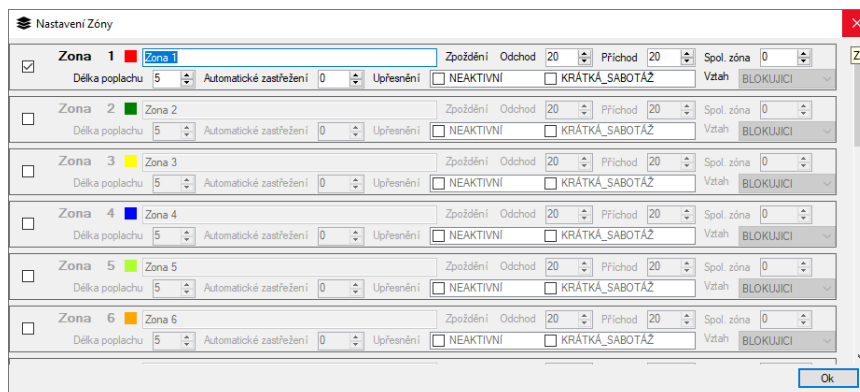 Nastavení Zóny
Zona 1 Zona 1 Zpoždění Odchod 20 Příchod 20 Spol. zóna 0
Délka poplachu 5 Automatické zastřežení 0 Upřesnění NEAKTIVNÍ KRÁTKÁ_SABOTÁŽ Vztah BLOKUJICI
Zona 2 Zona 2 Zpoždění Odchod 20 Příchod 20 Spol. zóna 0
Délka poplachu 5 Automatické zastřežení 0 Upřesnění NEAKTIVNÍ KRÁTKÁ_SABOTÁŽ Vztah BLOKUJICI
Zona 3 Zona 3 Zpoždění Odchod 20 Příchod 20 Spol. zóna 0
Délka poplachu 5 Automatické zastřežení 0 Upřesnění NEAKTIVNÍ KRÁTKÁ_SABOTÁŽ Vztah BLOKUJICI
Zona 4 Zona 4 Zpoždění Odchod 20 Příchod 20 Spol. zóna 0
Délka poplachu 5 Automatické zastřežení 0 Upřesnění NEAKTIVNÍ KRÁTKÁ_SABOTÁŽ Vztah BLOKUJICI
Zona 5 Zona 5 Zpoždění Odchod 20 Příchod 20 Spol. zóna 0
Délka poplachu 5 Automatické zastřežení 0 Upřesnění NEAKTIVNÍ KRÁTKÁ_SABOTÁŽ Vztah BLOKUJICI
Zona 6 Zona 6 Zpoždění Odchod 20 Příchod 20 Spol. zóna 0
Délka poplachu 5 Automatické zastřežení 0 Upřesnění NEAKTIVNÍ KRÁTKÁ_SABOTÁŽ Vztah BLOKUJICI
Ok